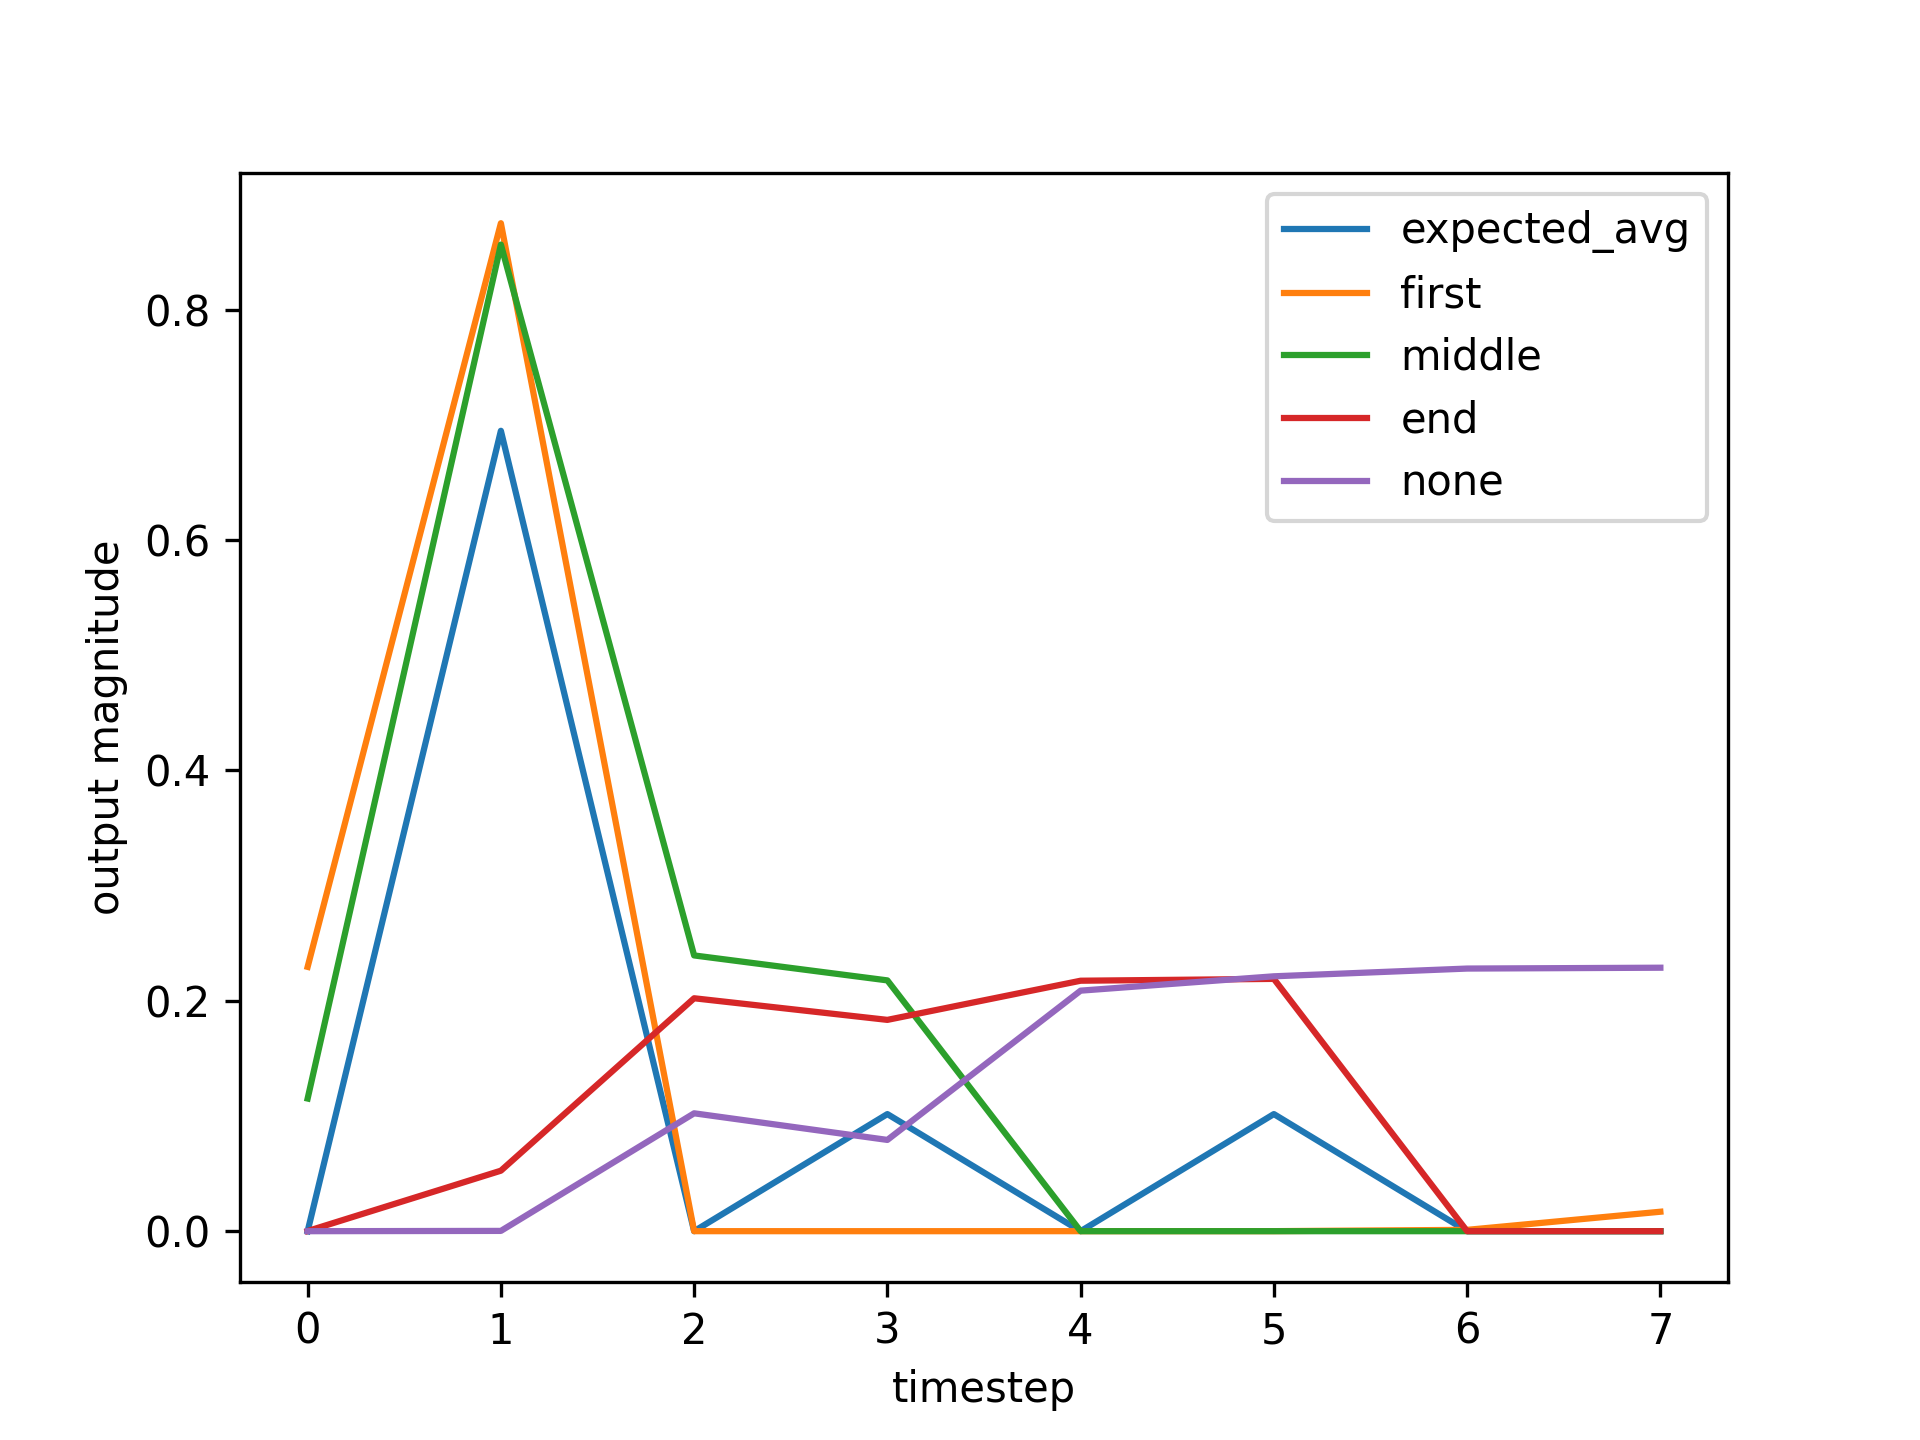 expected_avg
first
middle
end
none
output magnitude
0.8
0.6
0.4
0.2
0.0
0 1 2 3 4 5 6 7
timestep